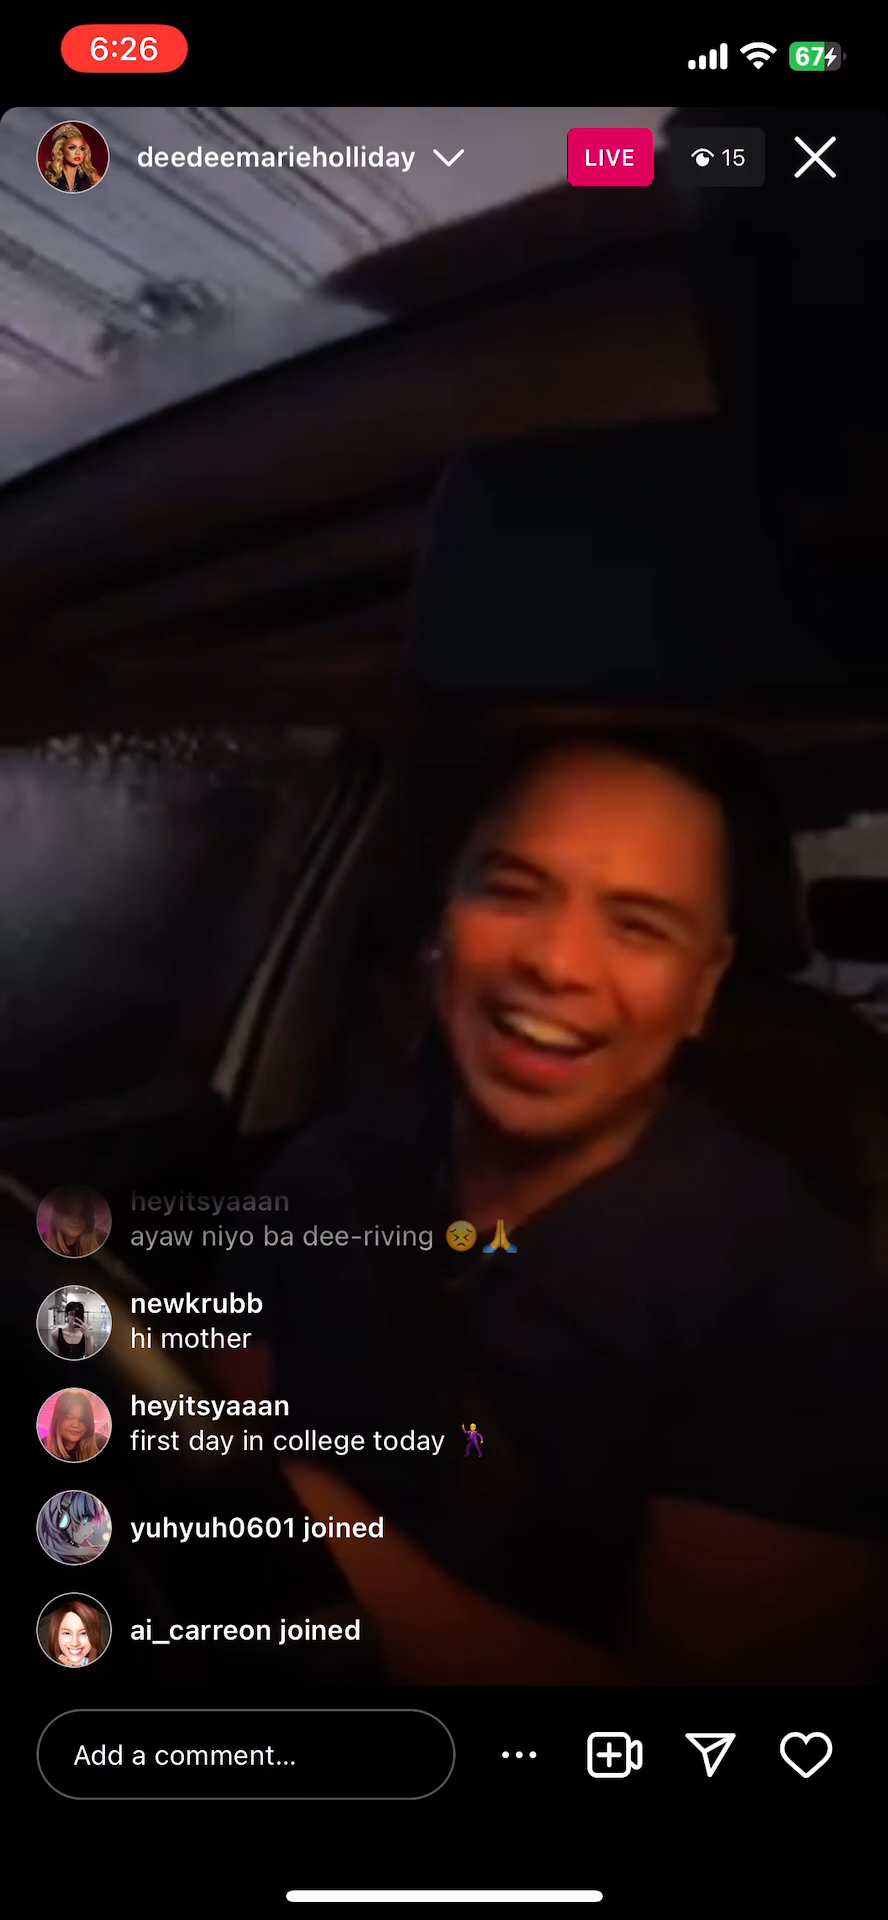 6:26
67
deedeemarieholliday
LIVE
15
heyitsyaaan
ayaw niyo ba dee-riving 😣🙏
newkrubb
hi mother
heyitsyaaan
first day in college today 🕺
yuhyuh0601 joined
ai_carreon joined
Add a comment...